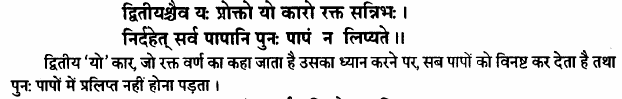 द्वितीयश्चैव यः प्रोक्तो यो कारो रक्त सन्निभः ।
निर्दहेत् सर्व पापानि पुनः पापं न लिप्यते ।।
द्वितीय ‘यो’ कार, जो रक्त वर्ण का कहा जाता है उसका ध्यान करने पर, सब पापों को विनष्ट कर देता है तथा
पुनः पापों में प्रलिप्त नहीं होना पड़ता ।